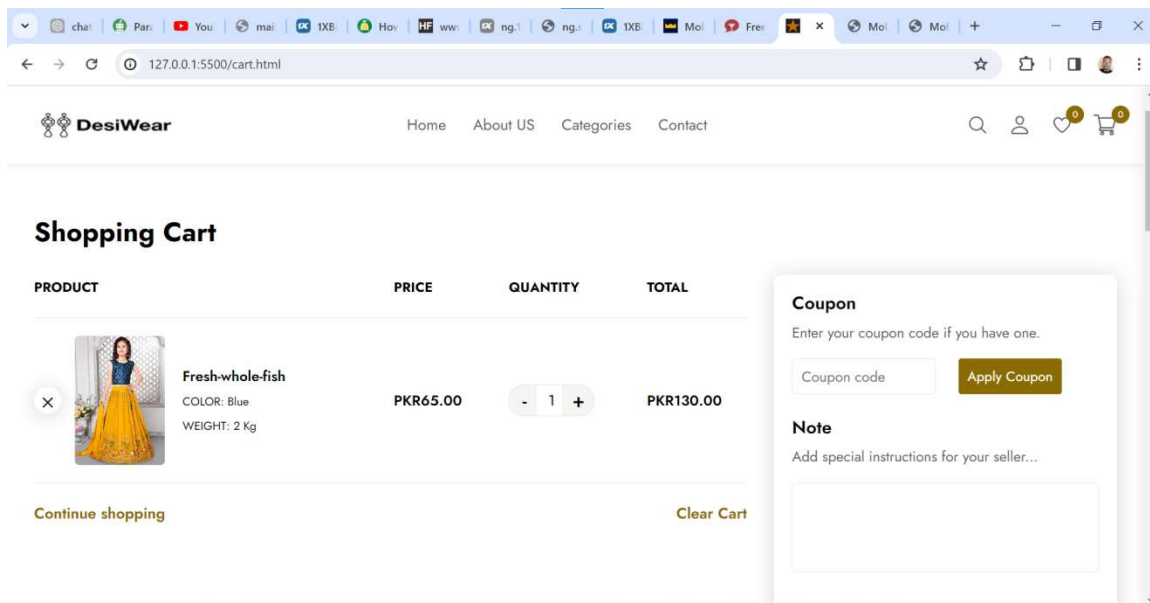 chat
Para
You
mai
1XB
Hov
HF
www
ng.1
ng.s
1XB
Mol
Free
Mol
Mol
127.0.0.1:5500/cart.html
DesiWear
Home About US Categories Contact
0 0
Shopping Cart
PRODUCT PRICE QUANTITY TOTAL
Fresh-whole-fish
COLOR: Blue
WEIGHT: 2 Kg
PKR65.00 - 1 + PKR130.00
Continue shopping Clear Cart
Coupon
Enter your coupon code if you have one.
Coupon code Apply Coupon
Note
Add special instructions for your seller...